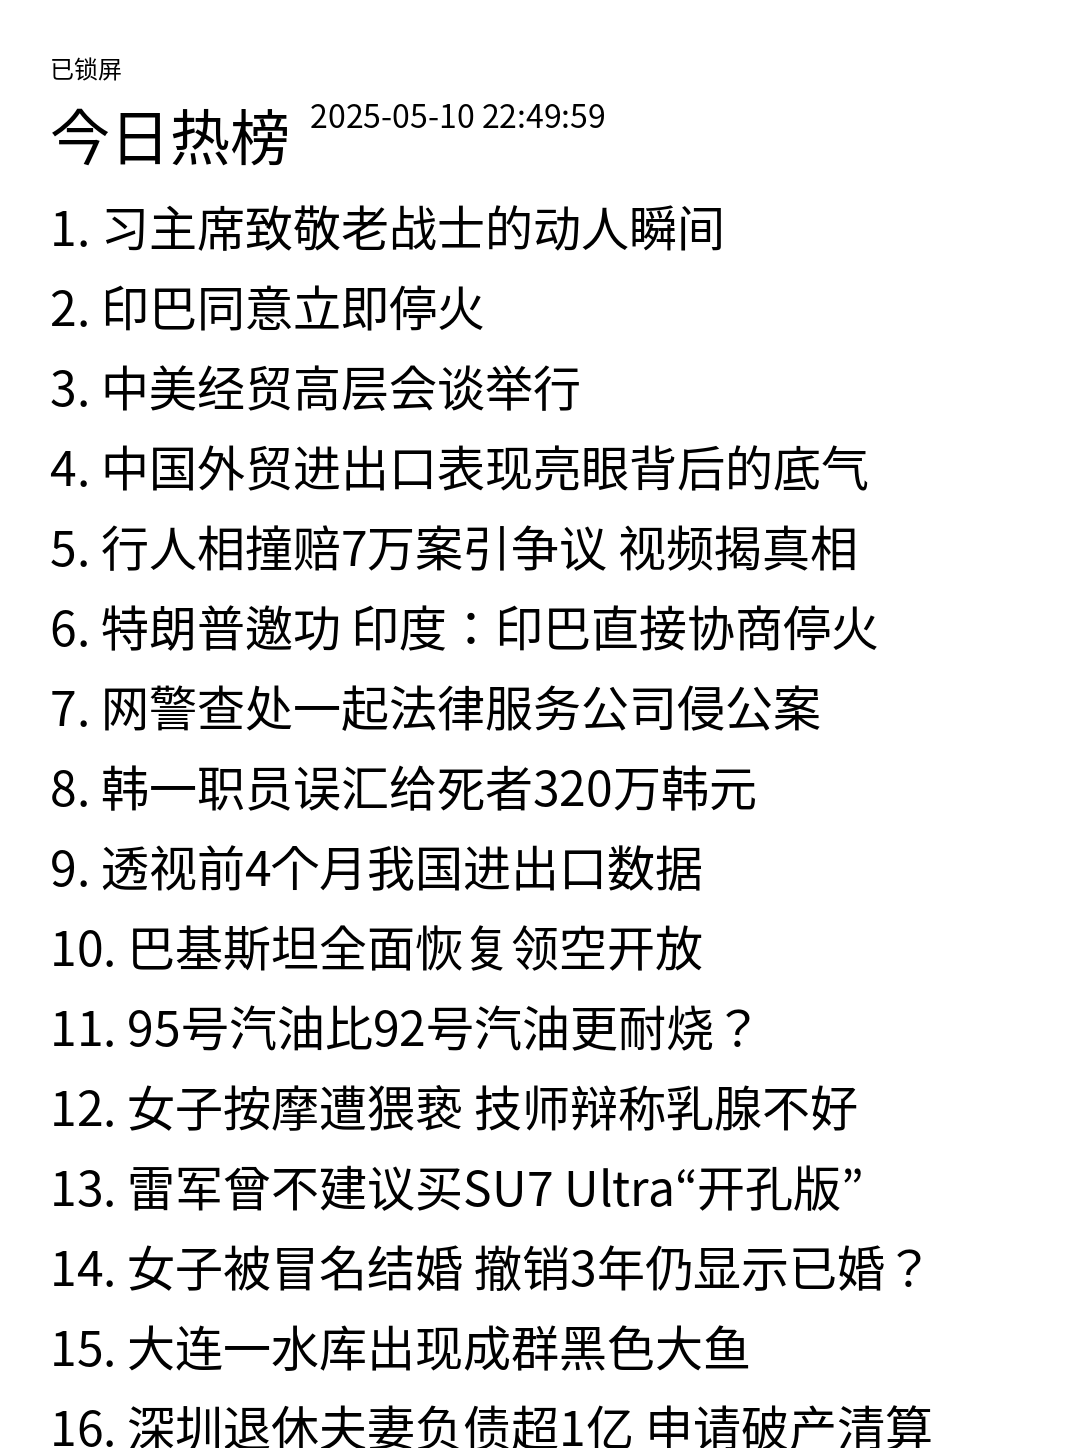 已锁屏
今日热榜 2025-05-10 22:49:59
1. 习主席致敬老战士的动人瞬间
2. 印巴同意立即停火
3. 中美经贸高层会谈举行
4. 中国外贸进出口表现亮眼背后的底气
5. 行人相撞赔7万案引争议 视频揭真相
6. 特朗普邀功 印度：印巴直接协商停火
7. 网警查处一起法律服务公司侵公案
8. 韩一职员误汇给死者320万韩元
9. 透视前4个月我国进出口数据
10. 巴基斯坦全面恢复领空开放
11. 95号汽油比92号汽油更耐烧？
12. 女子按摩遭猥亵 技师辩称乳腺不好
13. 雷军曾不建议买SU7 Ultra“开孔版”
14. 女子被冒名结婚 撤销3年仍显示已婚？
15. 大连一水库出现成群黑色大鱼
16. 深圳退休夫妻负债超1亿 申请破产清算